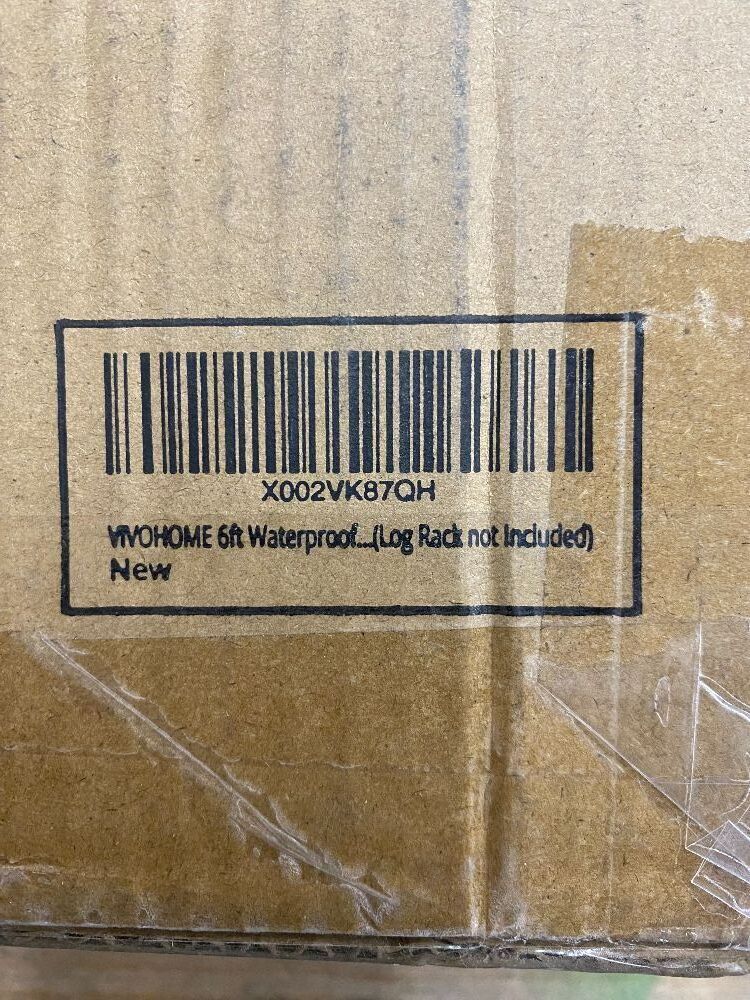 X002VK87QH
VIVOHOME 6ft Waterproof...(Log Rack not Included)
New